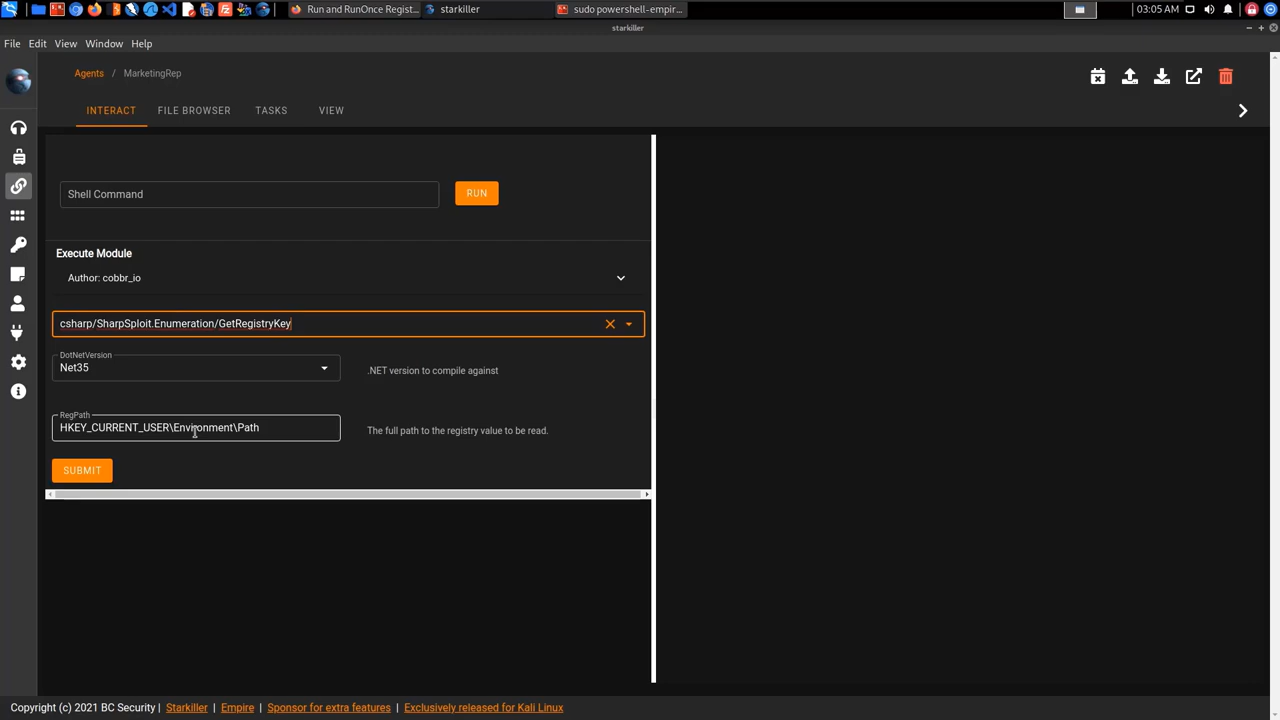 Run and RunOnce Regist...
starkiller
sudo powershell-empir...
03:05 AM
starkiller
File Edit View Window Help
Agents / MarketingRep
INTERACT FILE BROWSER TASKS VIEW
Shell Command
RUN
Execute Module
Author: cobbr_io
csharp/SharpSploit.Enumeration/GetRegistryKey
DotNetVersion
Net35
.NET version to compile against
RegPath
HKEY_CURRENT_USER\Environment\Path
The full path to the registry value to be read.
SUBMIT
Copyright (c) 2021 BC Security | Starkiller | Empire | Sponsor for extra features | Exclusively released for Kali Linux